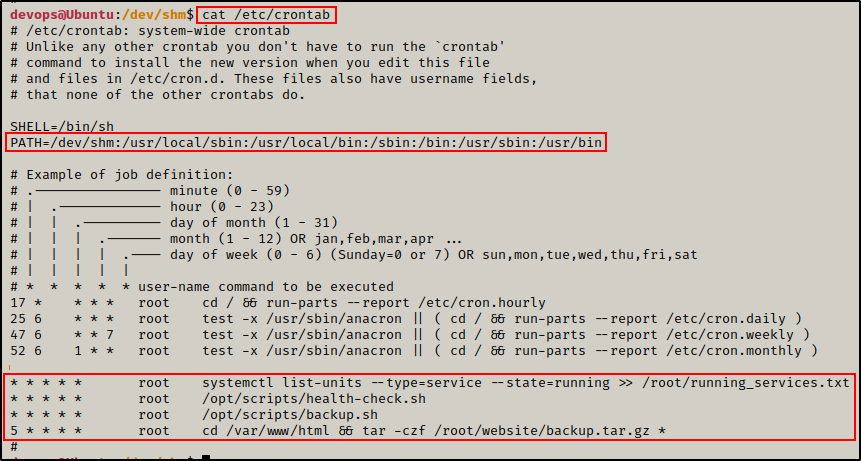 devops@Ubuntu:/dev/shm$ cat /etc/crontab
# /etc/crontab: system-wide crontab
# Unlike any other crontab you don't have to run the `crontab'
# command to install the new version when you edit this file
# and files in /etc/cron.d. These files also have username fields,
# that none of the other crontabs do.
SHELL=/bin/sh
PATH=/dev/shm:/usr/local/sbin:/usr/local/bin:/sbin:/bin:/usr/sbin:/usr/bin
# Example of job definition:
# .---------------- minute (0 - 59)
# |  .------------- hour (0 - 23)
# |  |  .---------- day of month (1 - 31)
# |  |  |  .------- month (1 - 12) OR jan,feb,mar,apr ...
# |  |  |  |  .---- day of week (0 - 6) (Sunday=0 or 7) OR sun,mon,tue,wed,thu,fri,sat
# |  |  |  |  |
# *  *  *  *  * user-name command to be executed
17 *    * * *   root    cd / && run-parts --report /etc/cron.hourly
25 6    * * *   root    test -x /usr/sbin/anacron || ( cd / && run-parts --report /etc/cron.daily )
47 6    * * 7   root    test -x /usr/sbin/anacron || ( cd / && run-parts --report /etc/cron.weekly )
52 6    1 * *   root    test -x /usr/sbin/anacron || ( cd / && run-parts --report /etc/cron.monthly )
* * * * *       root    systemctl list-units --type=service --state=running >> /root/running_services.txt
* * * * *       root    /opt/scripts/health-check.sh
* * * * *       root    /opt/scripts/backup.sh
5 * * * *       root    cd /var/www/html && tar -czf /root/website/backup.tar.gz *
#
devops@Ubuntu:/dev/shm$